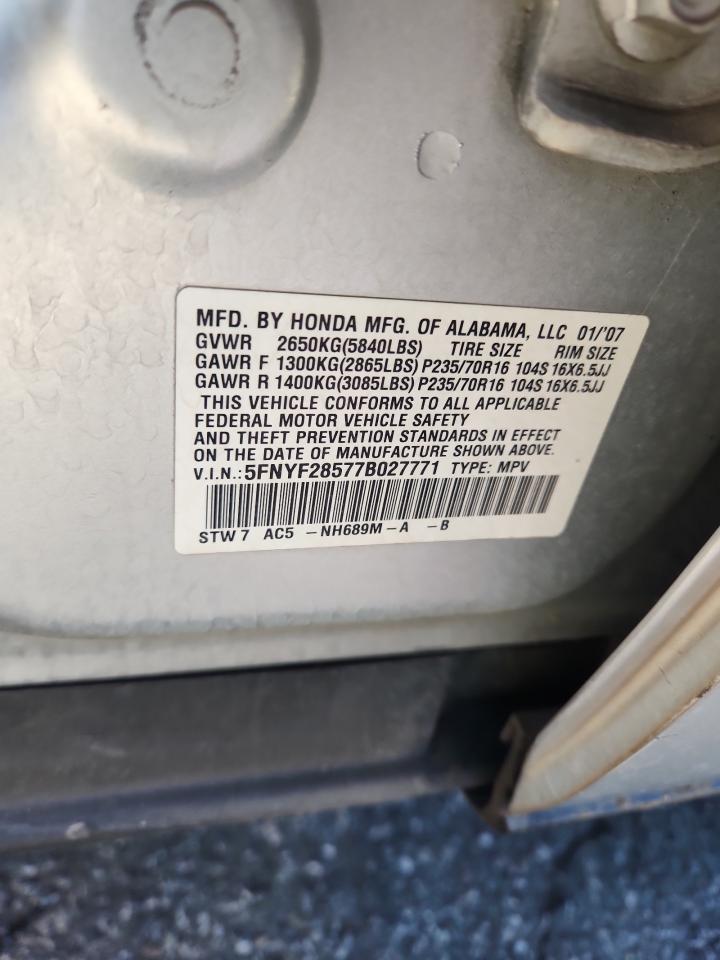 MFD. BY HONDA MFG. OF ALABAMA, LLC 01/'07
GVWR 2650KG(5840LBS) TIRE SIZE RIM SIZE
GAWR F 1300KG(2865LBS) P235/70R16 104S 16X6.5JJ
GAWR R 1400KG(3085LBS) P235/70R16 104S 16X6.5JJ
THIS VEHICLE CONFORMS TO ALL APPLICABLE
FEDERAL MOTOR VEHICLE SAFETY
AND THEFT PREVENTION STANDARDS IN EFFECT
ON THE DATE OF MANUFACTURE SHOWN ABOVE.
V.I.N.:5FNYF28577B027771 TYPE: MPV
STW7 AC5 -NH689M-A -B